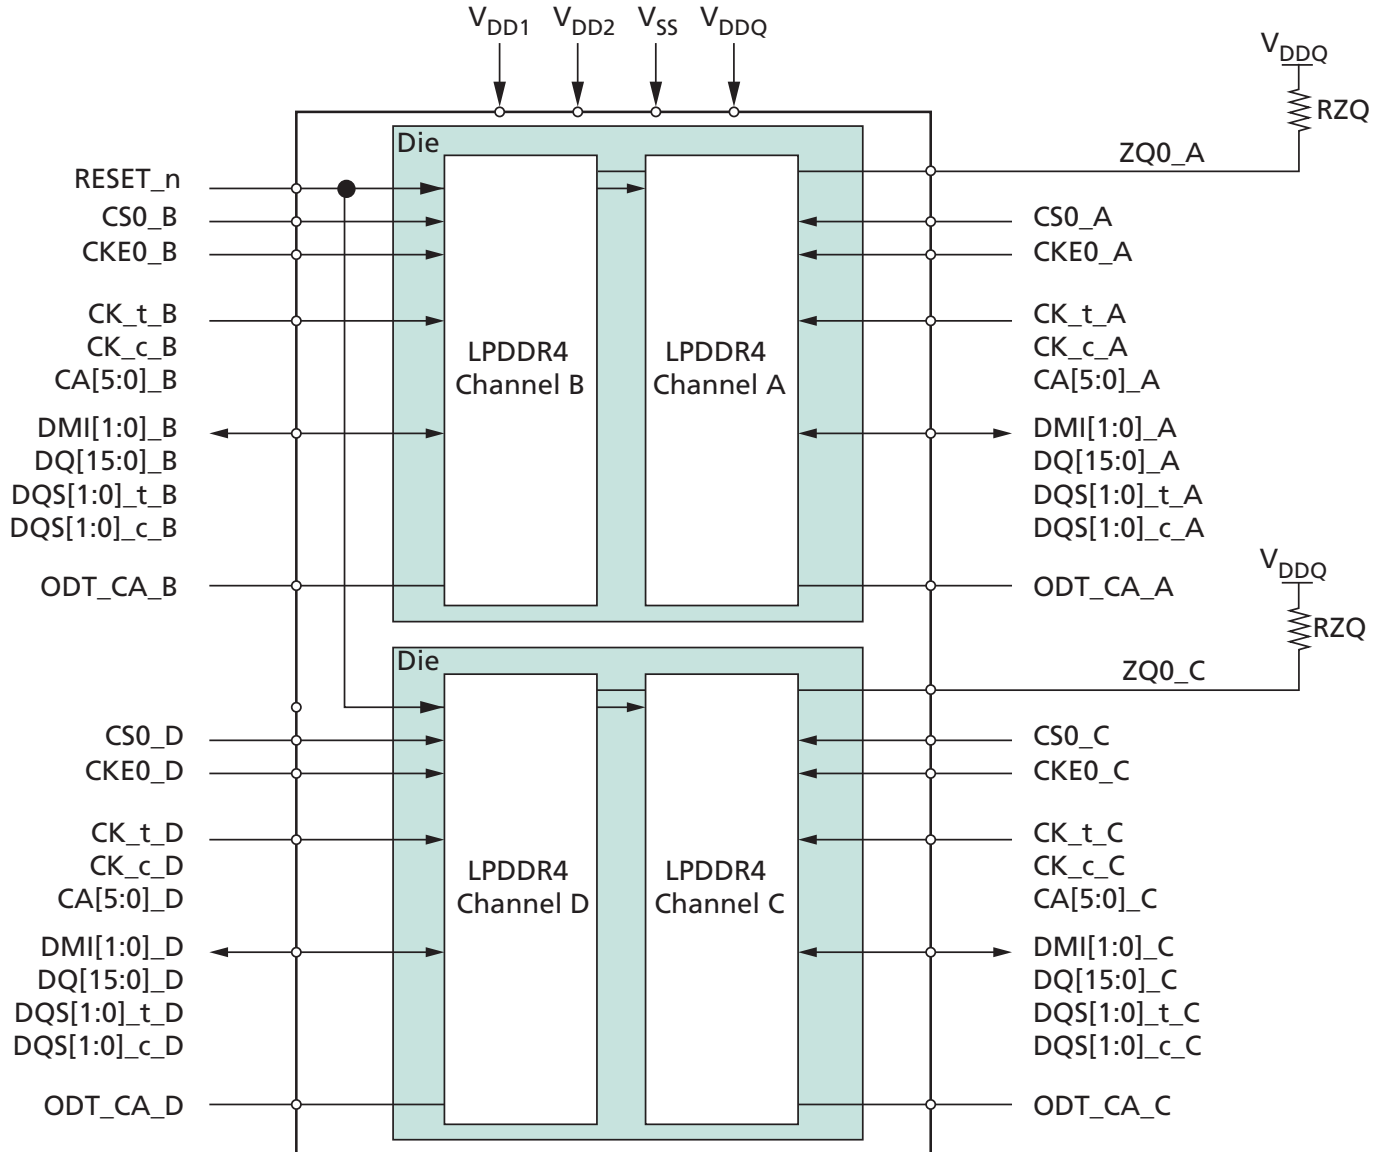 VDD1 VDD2 VSS VDDQ
VDDQ
RZQ
Die
ZQ0_A
RESET_n
CS0_B
CS0_A
CKE0_B
CKE0_A
CK_t_B
CK_t_A
CK_c_B
LPDDR4
LPDDR4
CK_c_A
CA[5:0]_B
Channel B
Channel A
CA[5:0]_A
DMI[1:0]_B
DMI[1:0]_A
DQ[15:0]_B
DQ[15:0]_A
DQS[1:0]_t_B
DQS[1:0]_t_A
DQS[1:0]_c_B
DQS[1:0]_c_A
VDDQ
ODT_CA_B
ODT_CA_A
RZQ
Die
ZQ0_C
CS0_D
CS0_C
CKE0_D
CKE0_C
CK_t_D
CK_t_C
CK_c_D
LPDDR4
LPDDR4
CK_c_C
CA[5:0]_D
Channel D
Channel C
CA[5:0]_C
DMI[1:0]_D
DMI[1:0]_C
DQ[15:0]_D
DQ[15:0]_C
DQS[1:0]_t_D
DQS[1:0]_t_C
DQS[1:0]_c_D
DQS[1:0]_c_C
ODT_CA_D
ODT_CA_C